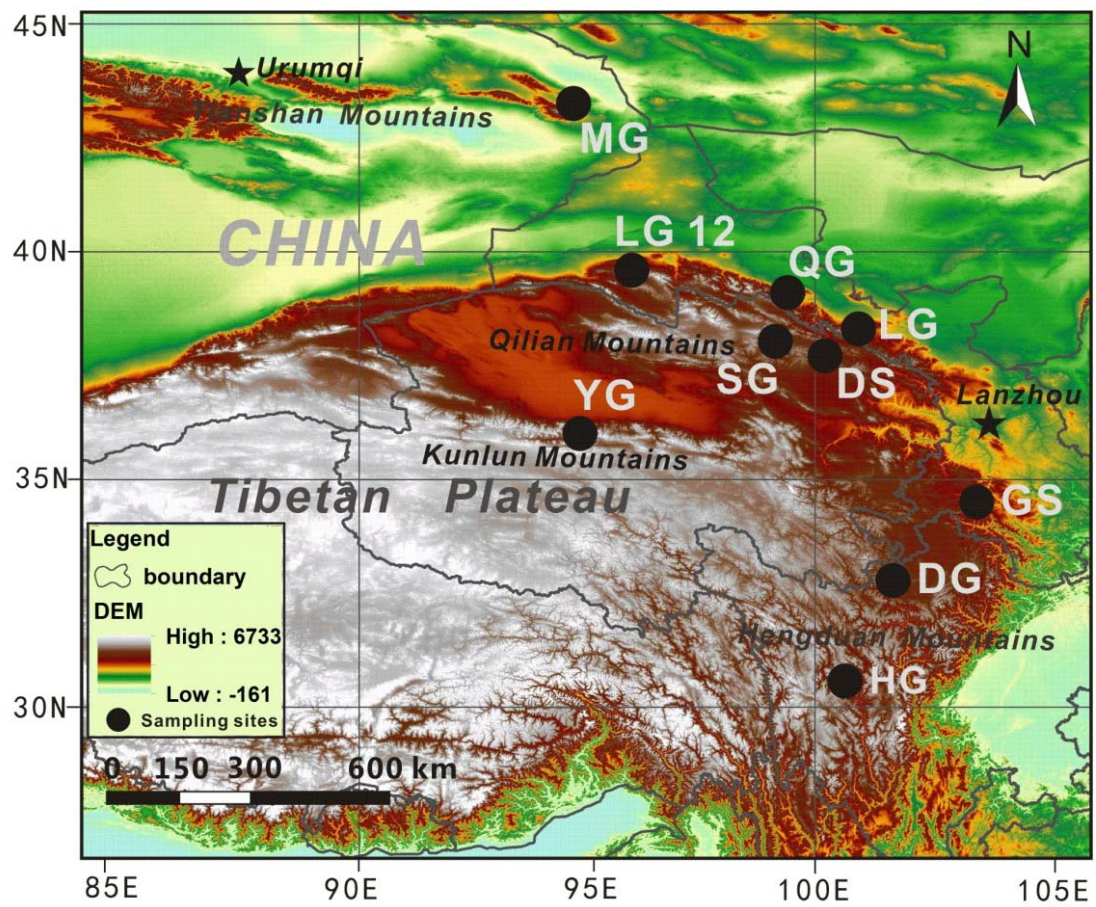 45N
N
Urumqi
Tianshan Mountains
MG
CHINA
LG 12
40N
QG
LG
Qilian Mountains
SG
DS
Lanzhou
YG
Kunlun Mountains
35N
Tibetan Plateau
GS
Legend
boundary
DG
DEM
High : 6733
Hengduan Mountains
HG
Low : -161
30N
Sampling sites
0 150 300 600 km
85E 90E 95E 100E 105E